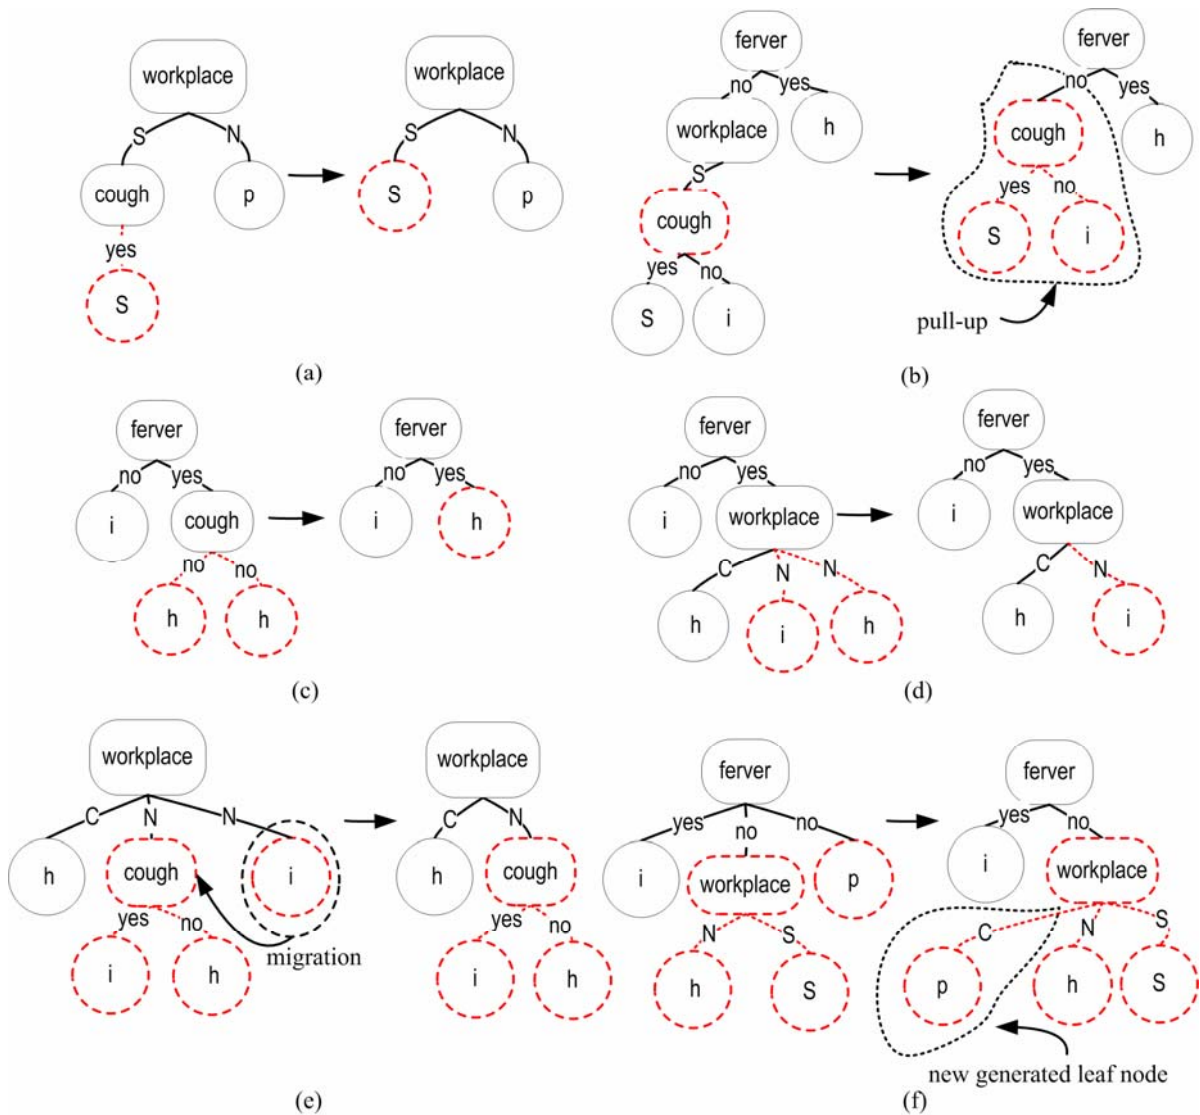 workplace
S
N
cough
p
yes
S
workplace
S
N
S
p
(a)
ferver
no
yes
workplace
h
S
cough
yes
no
S
i
ferver
no
yes
cough
h
yes
no
S
i
pull-up
(b)
ferver
no
yes
i
cough
no
no
h
h
ferver
no
yes
i
h
(c)
ferver
no
yes
i
workplace
C
N
N
h
i
h
ferver
no
yes
i
workplace
C
N
h
i
(d)
workplace
C
N
N
h
cough
i
yes
no
i
h
migration
workplace
C
N
h
cough
yes
no
i
h
(e)
ferver
yes
no
no
i
workplace
p
N
S
h
S
ferver
yes
no
i
workplace
C
N
S
p
h
S
new generated leaf node
(f)